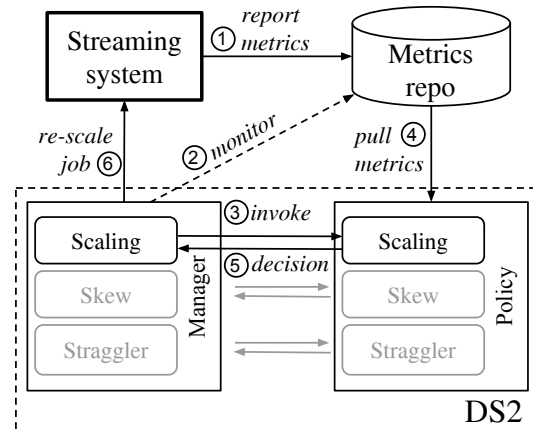 Streaming
system
① report
metrics
Metrics
repo
re-scale
job ⑥
② monitor
pull ④
metrics
③ invoke
Scaling
Scaling
⑤ decision
Skew
Skew
Straggler
Straggler
Manager
Policy
DS2